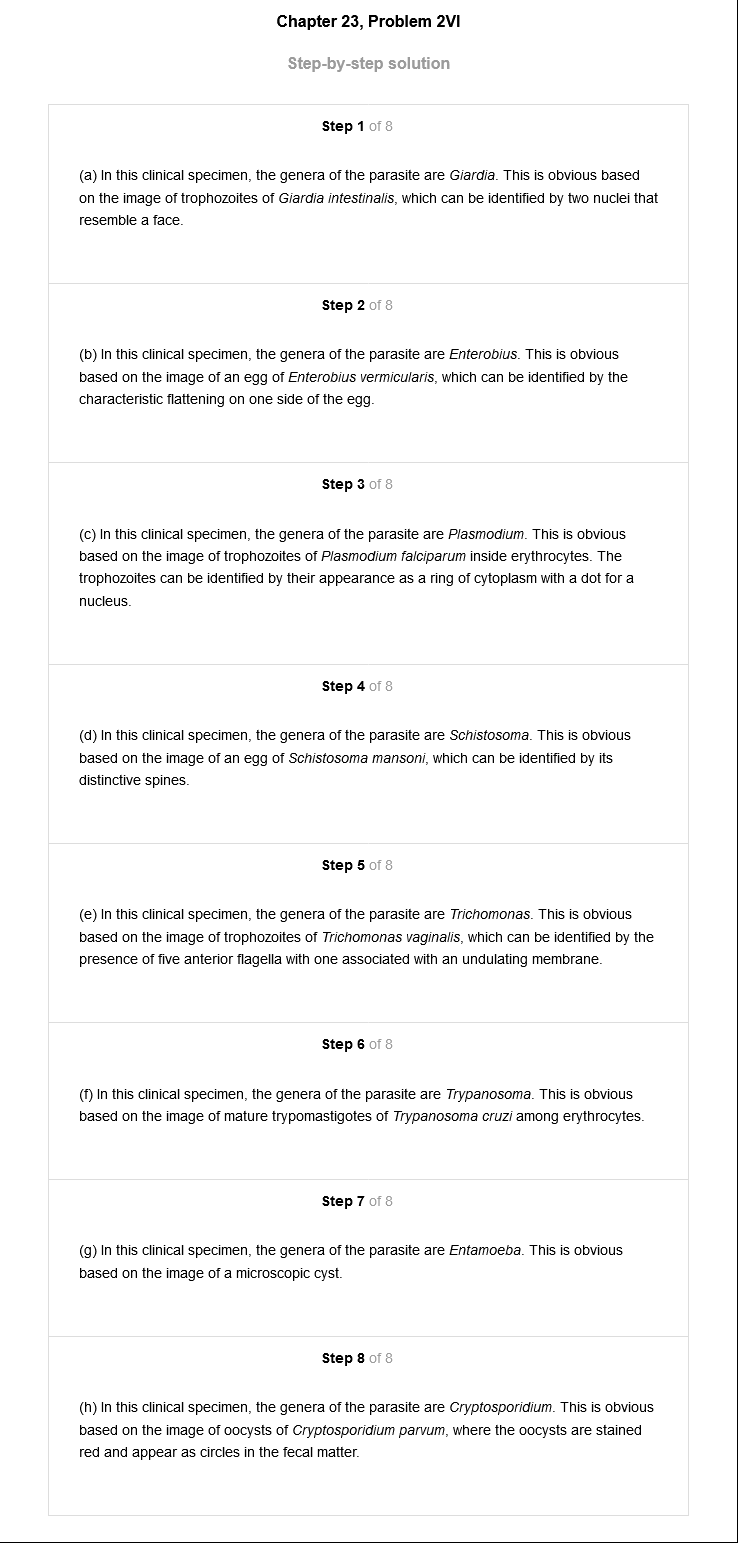 Chapter 23, Problem 2VI
Step-by-step solution
Step 1 of 8
(a) In this clinical specimen, the genera of the parasite are Giardia. This is obvious based
on the image of trophozoites of Giardia intestinalis, which can be identified by two nuclei that
resemble a face.
Step 2 of 8
(b) In this clinical specimen, the genera of the parasite are Enterobius. This is obvious
based on the image of an egg of Enterobius vermicularis, which can be identified by the
characteristic flattening on one side of the egg.
Step 3 of 8
(c) In this clinical specimen, the genera of the parasite are Plasmodium. This is obvious
based on the image of trophozoites of Plasmodium falciparum inside erythrocytes. The
trophozoites can be identified by their appearance as a ring of cytoplasm with a dot for a
nucleus.
Step 4 of 8
(d) In this clinical specimen, the genera of the parasite are Schistosoma. This is obvious
based on the image of an egg of Schistosoma mansoni, which can be identified by its
distinctive spines.
Step 5 of 8
(e) In this clinical specimen, the genera of the parasite are Trichomonas. This is obvious
based on the image of trophozoites of Trichomonas vaginalis, which can be identified by the
presence of five anterior flagella with one associated with an undulating membrane.
Step 6 of 8
(f) In this clinical specimen, the genera of the parasite are Trypanosoma. This is obvious
based on the image of mature trypomastigotes of Trypanosoma cruzi among erythrocytes.
Step 7 of 8
(g) In this clinical specimen, the genera of the parasite are Entamoeba. This is obvious
based on the image of a microscopic cyst.
Step 8 of 8
(h) In this clinical specimen, the genera of the parasite are Cryptosporidium. This is obvious
based on the image of oocysts of Cryptosporidium parvum, where the oocysts are stained
red and appear as circles in the fecal matter.